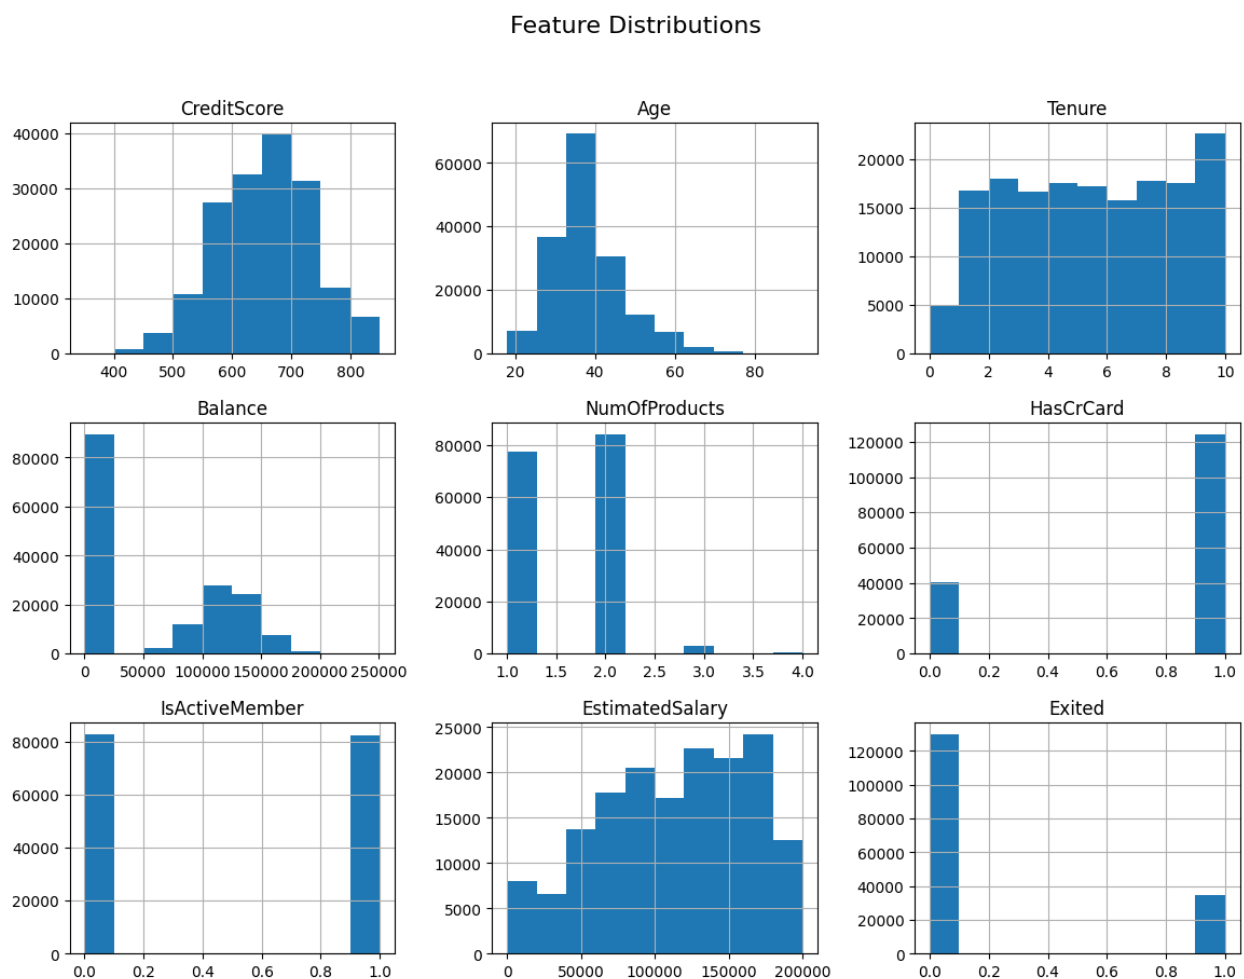 Feature Distributions
CreditScore
40000
30000
20000
10000
0
400 500 600 700 800
Age
60000
40000
20000
0
20 40 60 80
Tenure
20000
15000
10000
5000
0
0 2 4 6 8 10
Balance
80000
60000
40000
20000
0
0 50000 100000 150000 200000 250000
NumOfProducts
80000
60000
40000
20000
0
1.0 1.5 2.0 2.5 3.0 3.5 4.0
HasCrCard
120000
100000
80000
60000
40000
20000
0
0.0 0.2 0.4 0.6 0.8 1.0
IsActiveMember
80000
60000
40000
20000
0
0.0 0.2 0.4 0.6 0.8 1.0
EstimatedSalary
25000
20000
15000
10000
5000
0
0 50000 100000 150000 200000
Exited
120000
100000
80000
60000
40000
20000
0
0.0 0.2 0.4 0.6 0.8 1.0